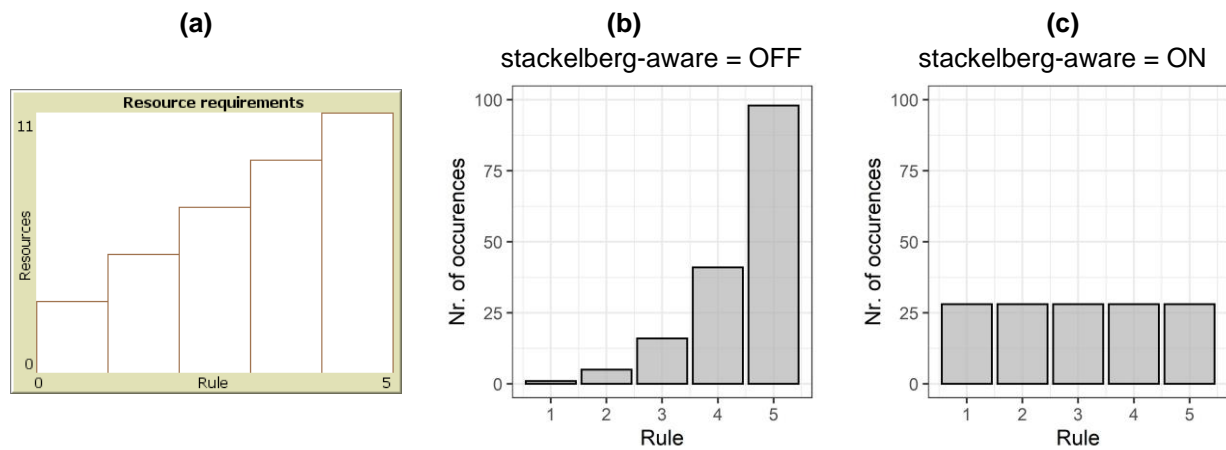 (a)
Resource requirements
11
Resources
0
0
Rule
5
(b)
stackelberg-aware = OFF
100
75
50
25
0
Nr. of occurences
1 2 3 4 5
Rule
(c)
stackelberg-aware = ON
100
75
50
25
0
Nr. of occurences
1 2 3 4 5
Rule